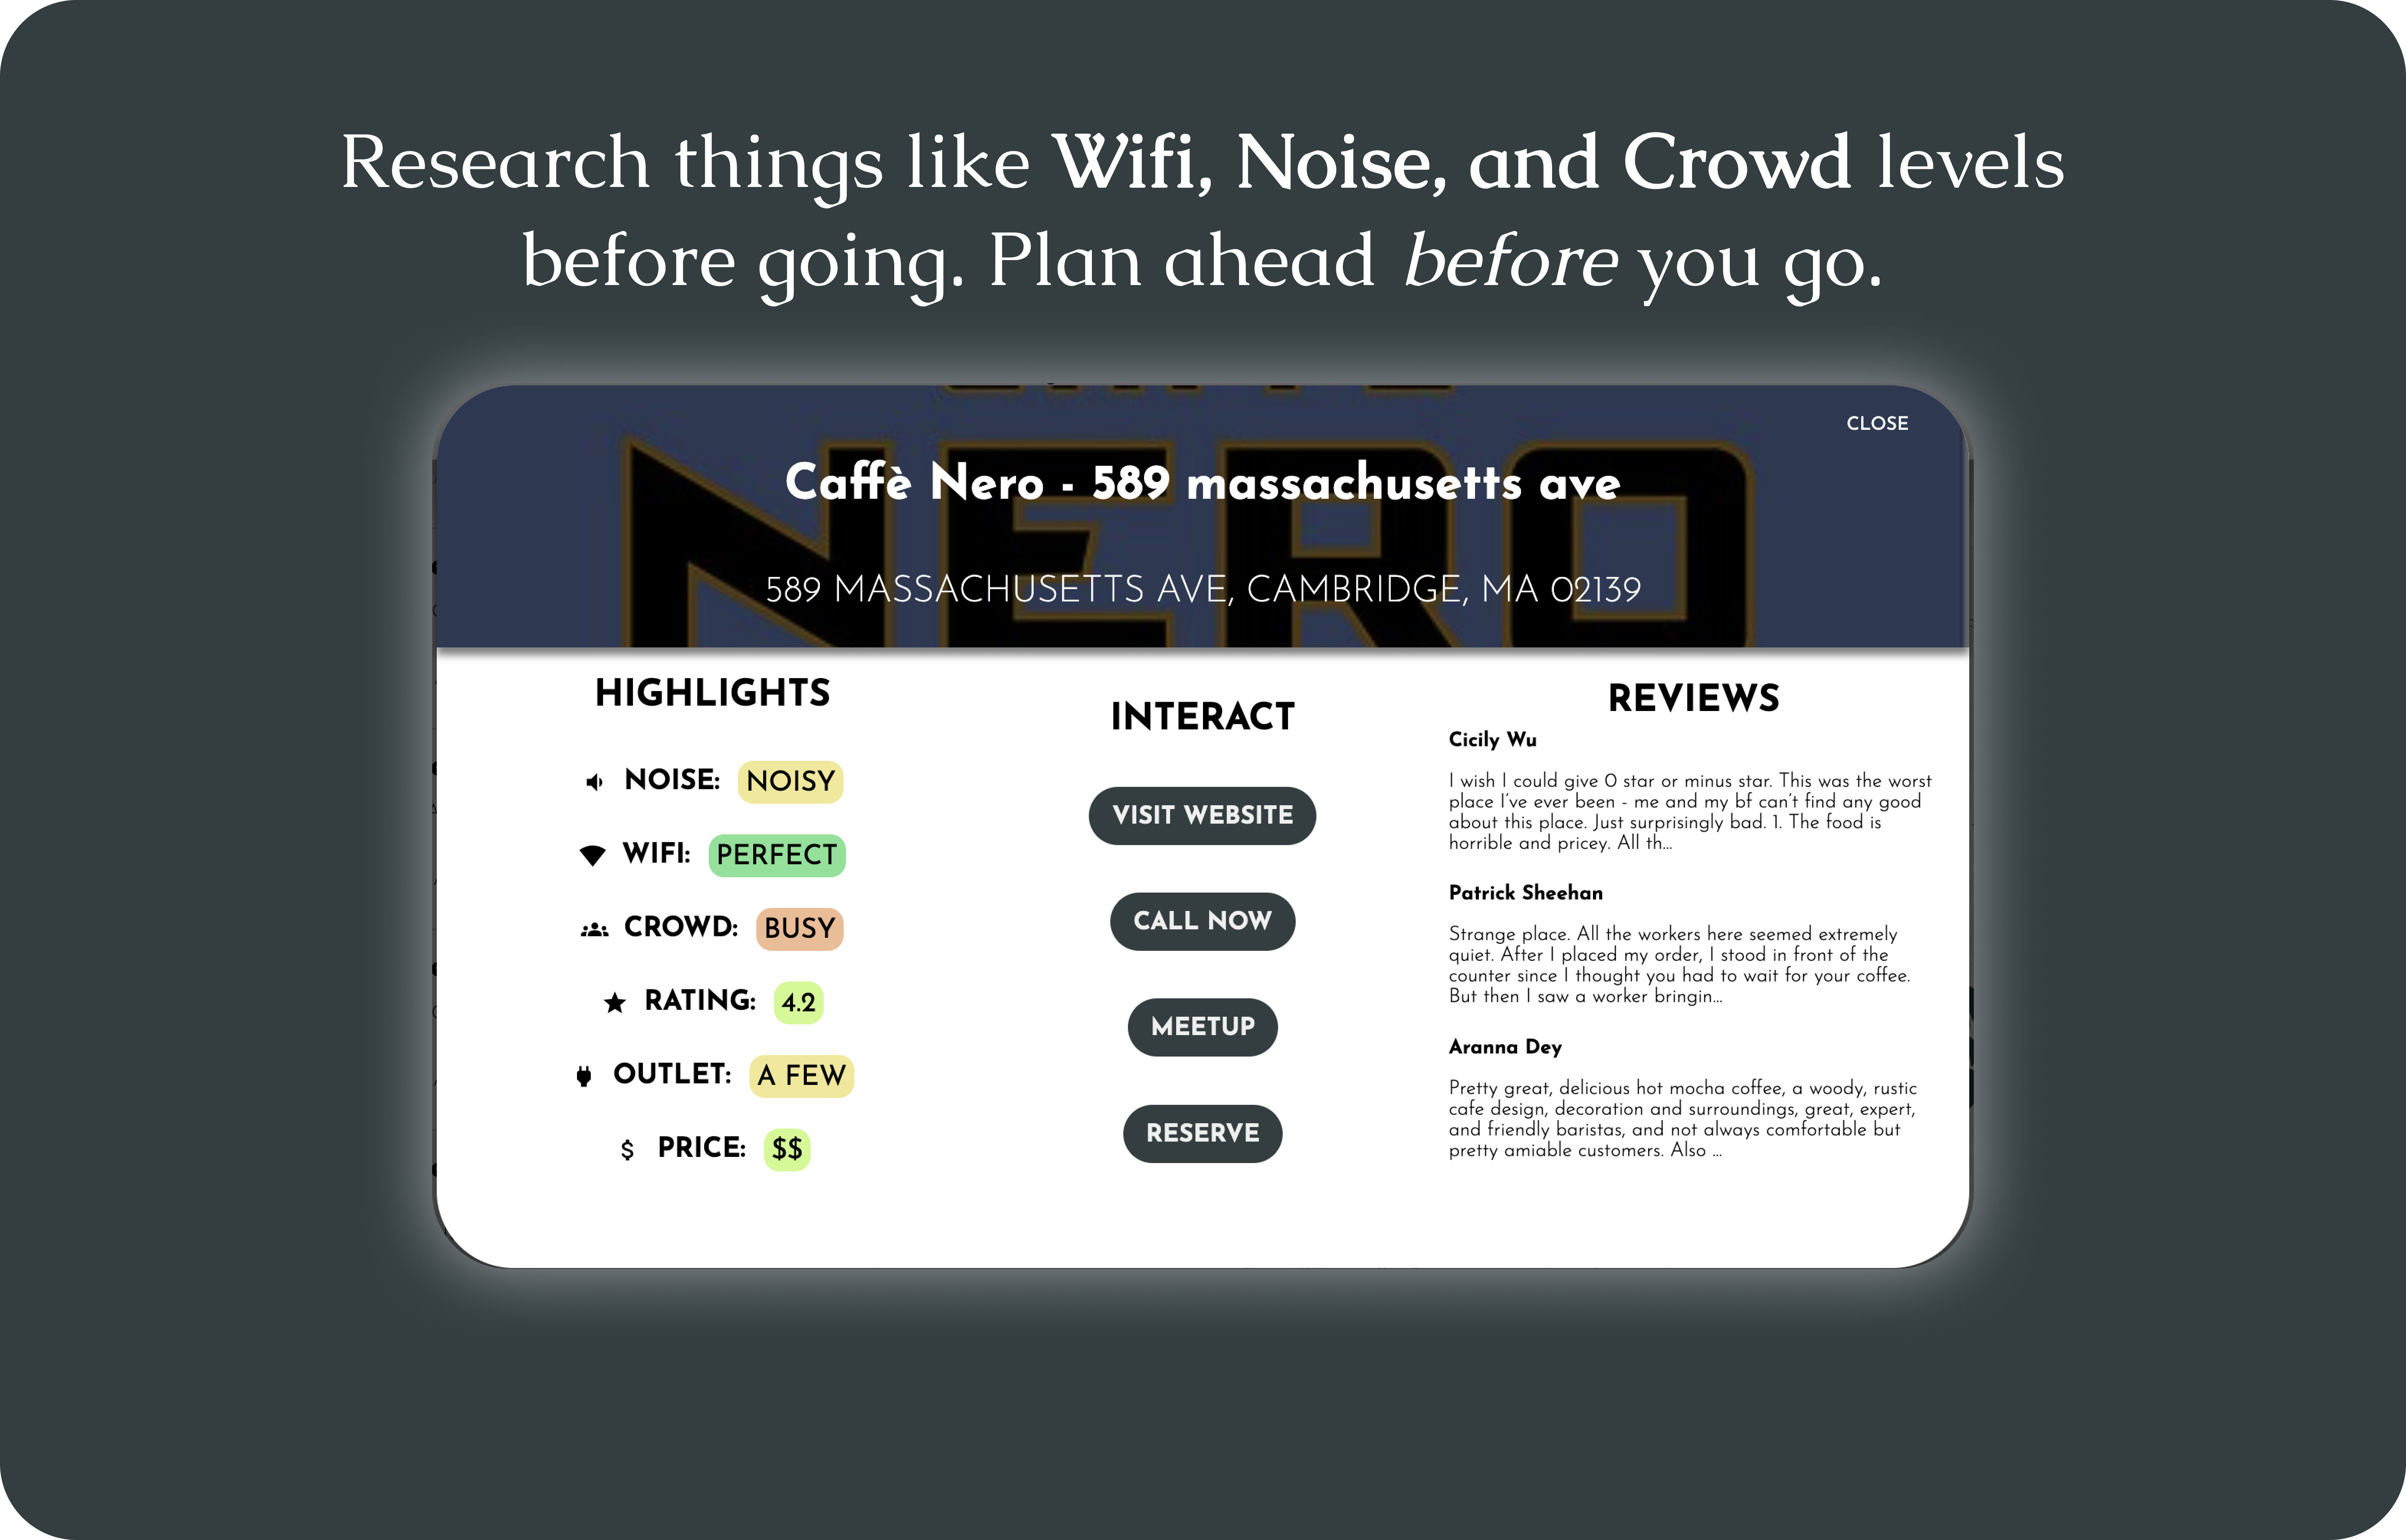 Research things like Wifi, Noise, and Crowd levels
before going. Plan ahead before you go.
NERO
CLOSE
Caffè Nero - 589 massachusetts ave
589 MASSACHUSETTS AVE, CAMBRIDGE, MA 02139
HIGHLIGHTS
NOISE: NOISY
WIFI: PERFECT
CROWD: BUSY
RATING: 4.2
OUTLET: A FEW
$ PRICE: $$
INTERACT
VISIT WEBSITE
CALL NOW
MEETUP
RESERVE
REVIEWS
Cicily Wu
I wish I could give 0 star or minus star. This was the worst
place I've ever been - me and my bf can't find any good
about this place. Just surprisingly bad. 1. The food is
horrible and pricey. All th...
Patrick Sheehan
Strange place. All the workers here seemed extremely
quiet. After I placed my order, I stood in front of the
counter since I thought you had to wait for your coffee.
But then I saw a worker bringin...
Aranna Dey
Pretty great, delicious hot mocha coffee, a woody, rustic
cafe design, decoration and surroundings, great, expert,
and friendly baristas, and not always comfortable but
pretty amiable customers. Also ...